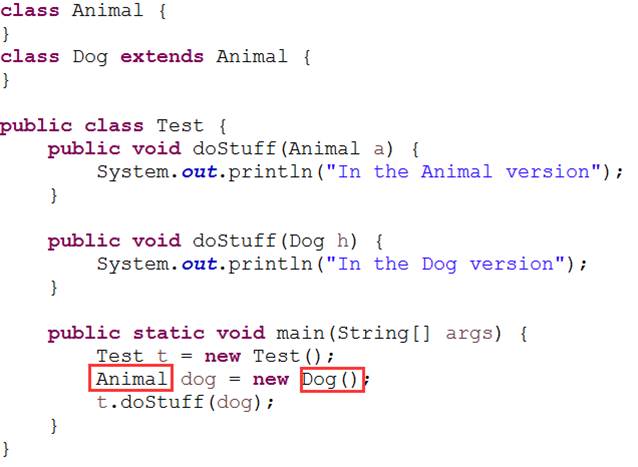 class Animal {
}
class Dog extends Animal {
}
public class Test {
public void doStuff(Animal a) {
System.out.println("In the Animal version");
}
public void doStuff(Dog h) {
System.out.println("In the Dog version");
}
public static void main(String[] args) {
Test t = new Test();
Animal dog = new Dog();
t.doStuff(dog);
}
}